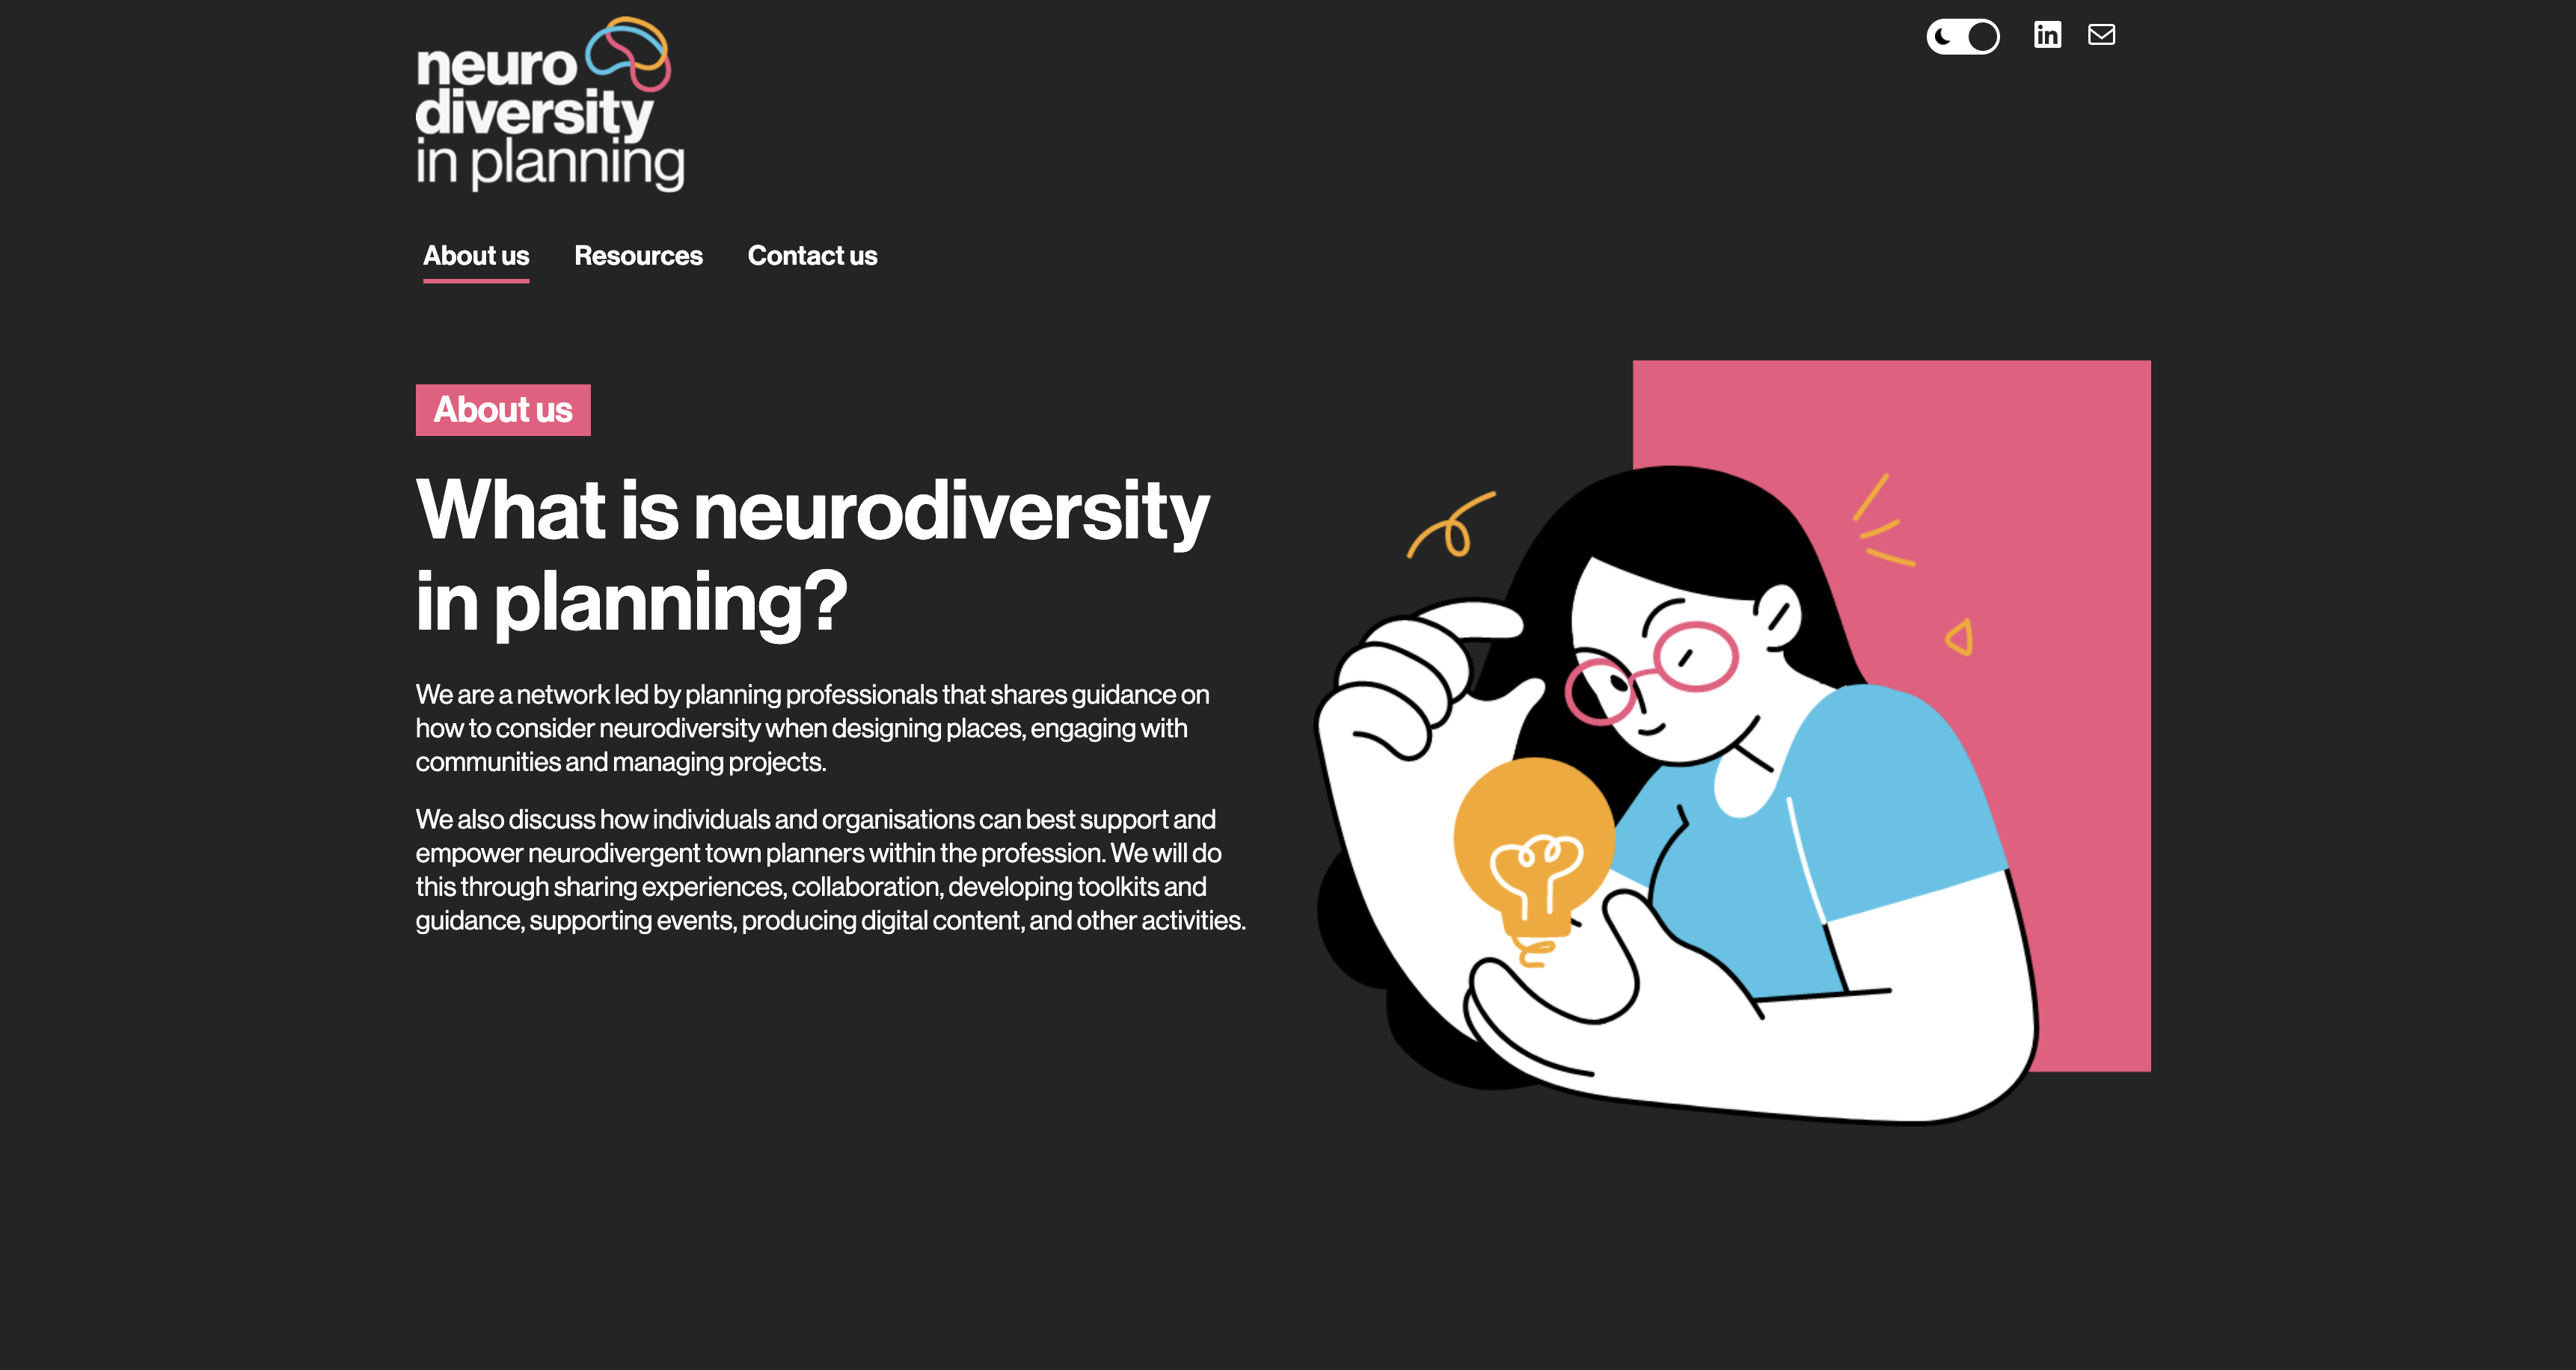 neuro
diversity
in planning
About us
Resources
Contact us
About us
What is neurodiversity
in planning?
We are a network led by planning professionals that shares guidance on
how to consider neurodiversity when designing places, engaging with
communities and managing projects.
We also discuss how individuals and organisations can best support and
empower neurodivergent town planners within the profession. We will do
this through sharing experiences, collaboration, developing toolkits and
guidance, supporting events, producing digital content, and other activities.